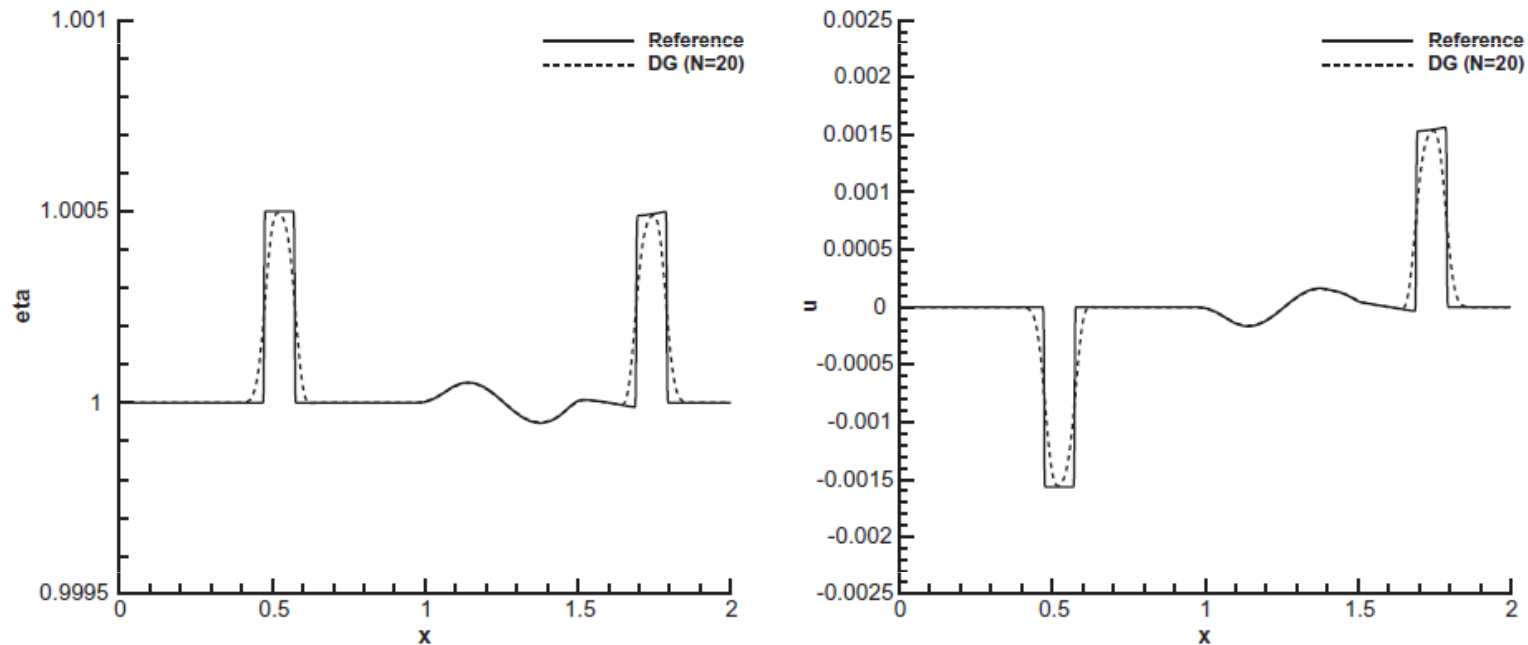 1.001
Reference
DG (N=20)
1.0005
eta
1
0.9995
0 0.5 1 1.5 2
x
0.0025
Reference
DG (N=20)
0.002
0.0015
0.001
0.0005
u
0
-0.0005
-0.001
-0.0015
-0.002
-0.0025
0 0.5 1 1.5 2
x